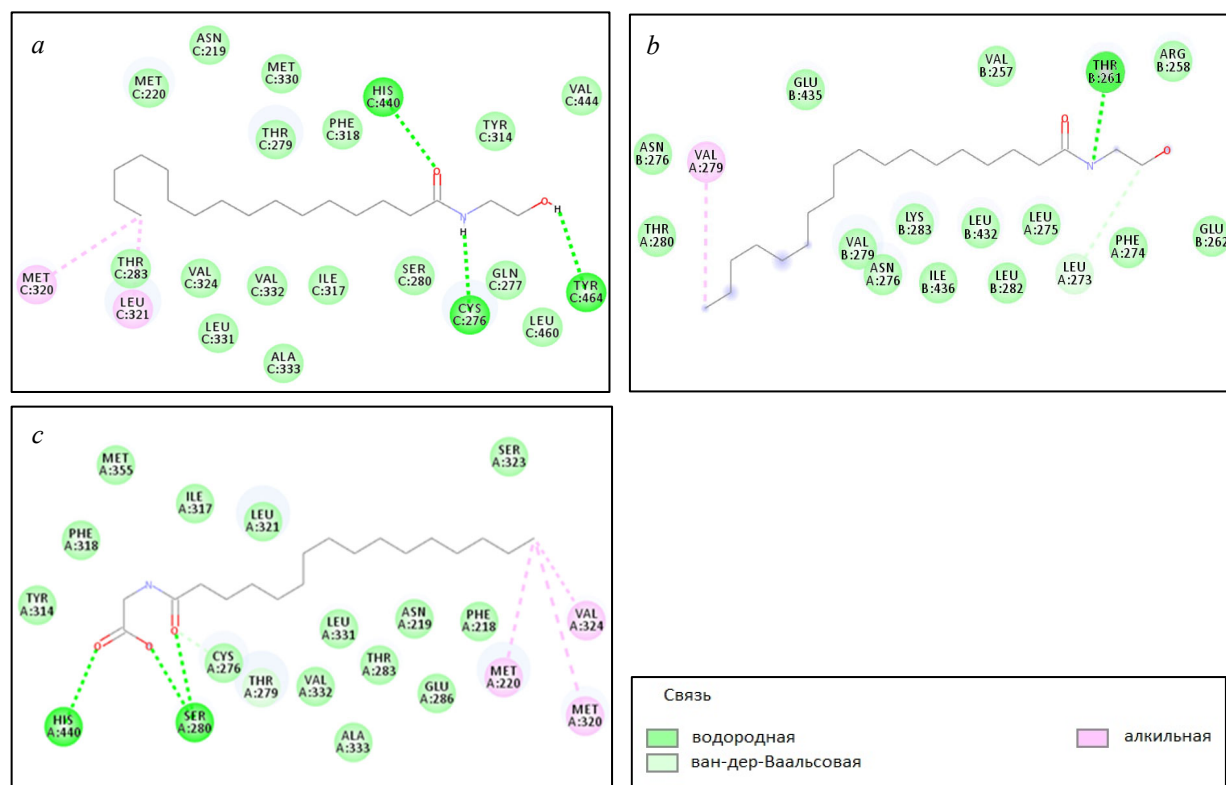 a
ASN
C:219
MET
C:220
MET
C:330
HIS
C:440
VAL
C:444
THR
C:279
PHE
C:318
TYR
C:314
O
N
H
O
H
MET
C:320
THR
C:283
LEU
C:321
VAL
C:324
VAL
C:332
ILE
C:317
SER
C:280
GLN
C:277
TYR
C:464
CYS
C:276
LEU
C:460
LEU
C:331
ALA
C:333
b
VAL
B:257
THR
B:261
ARG
B:258
GLU
B:435
ASN
B:276
VAL
A:279
O
N
O
THR
A:280
VAL
B:279
LYS
B:283
LEU
B:432
LEU
A:275
PHE
A:274
GLU
B:262
ASN
A:276
ILE
B:436
LEU
B:282
LEU
A:273
c
MET
A:355
SER
A:323
ILE
A:317
LEU
A:321
PHE
A:318
TYR
A:314
N
O
O
O
LEU
A:331
ASN
A:219
PHE
A:218
VAL
A:324
CYS
A:276
THR
A:279
VAL
A:332
THR
A:283
GLU
A:286
MET
A:220
MET
A:320
HIS
A:440
SER
A:280
ALA
A:333
Связь
водородная
алкильная
ван-дер-Ваальсовая